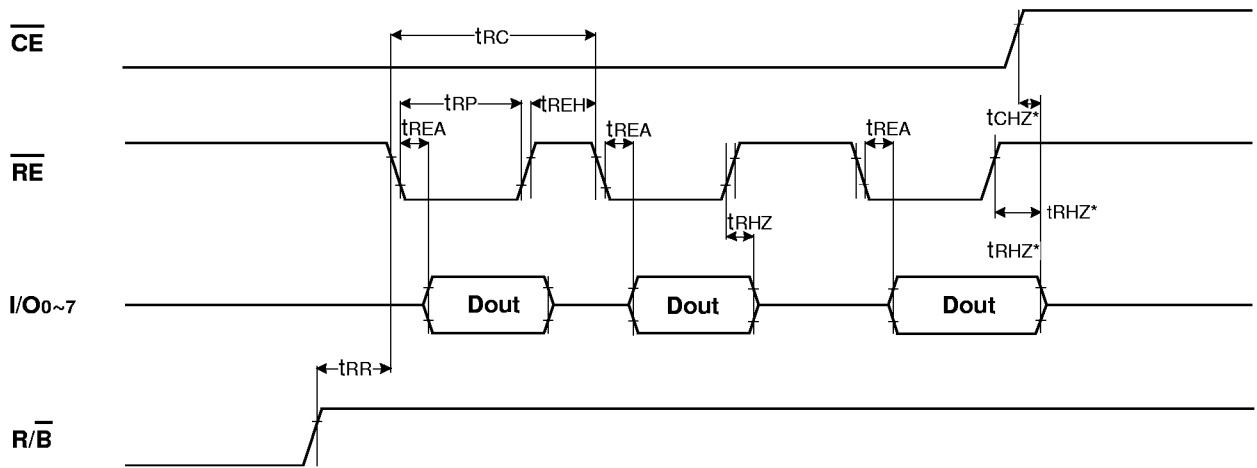 CE
tRC
tRP
tREH
tCHZ*
tREA
tREA
tREA
RE
tRHZ*
tRHZ
tRHZ*
I/O0~7
Dout
Dout
Dout
tRR
R/B